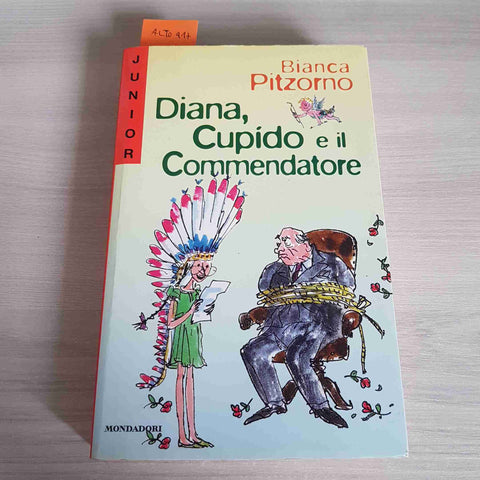 Bianca
Pitzorno
Diana,
Cupido e il
Commendatore
JUNIOR
MONDADORI